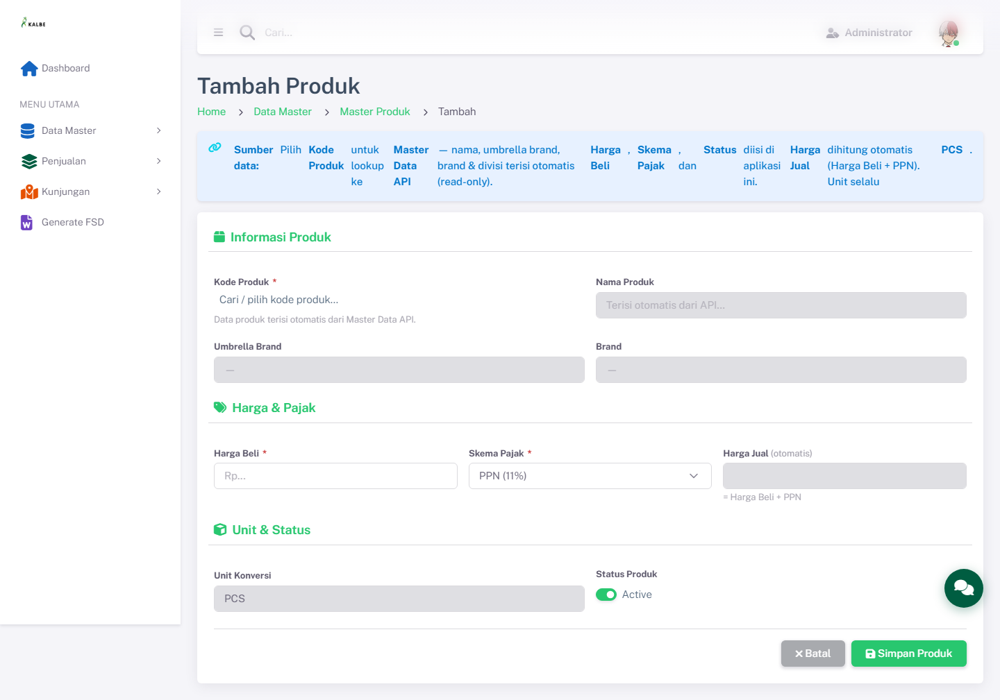 KALBE
Cari...
Administrator
Dashboard
MENU UTAMA
Data Master
Penjualan
Kunjungan
Generate FSD
Tambah Produk
Home > Data Master > Master Produk > Tambah
Sumber data: Pilih Kode Produk untuk lookup ke Master Data API — nama, umbrella brand, brand & divisi terisi otomatis (read-only). Harga Beli , Skema Pajak , dan Status diisi di aplikasi ini. Harga Jual dihitung otomatis (Harga Beli + PPN). Unit selalu PCS .
Informasi Produk
Kode Produk *
Cari / pilih kode produk...
Data produk terisi otomatis dari Master Data API.
Nama Produk
Terisi otomatis dari API...
Umbrella Brand
—
Brand
—
Harga & Pajak
Harga Beli *
Rp...
Skema Pajak *
PPN (11%)
Harga Jual (otomatis)
= Harga Beli + PPN
Unit & Status
Unit Konversi
PCS
Status Produk
Active
Batal
Simpan Produk